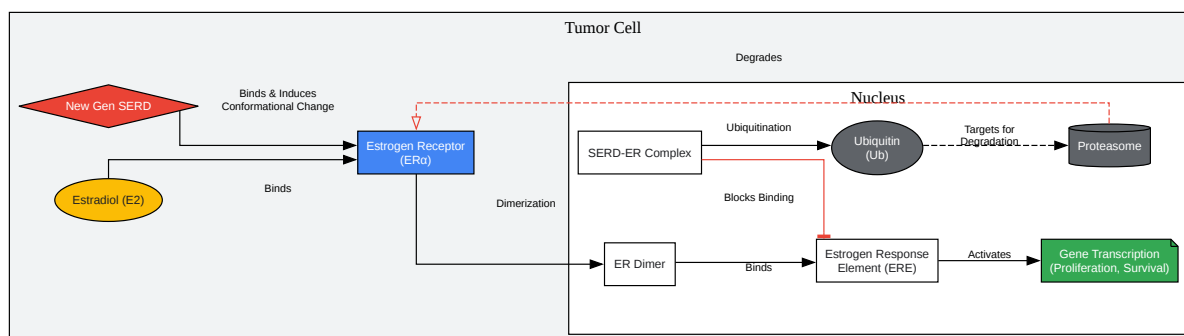 Tumor Cell
Degrades
New Gen SERD
Binds & Induces
Conformational Change
Nucleus
Estrogen Receptor
(ERα)
SERD-ER Complex
Ubiquitination
Ubiquitin
(Ub)
Targets for
Degradation
Proteasome
Estradiol (E2)
Binds
Dimerization
Blocks Binding
ER Dimer
Binds
Estrogen Response
Element (ERE)
Activates
Gene Transcription
(Proliferation, Survival)